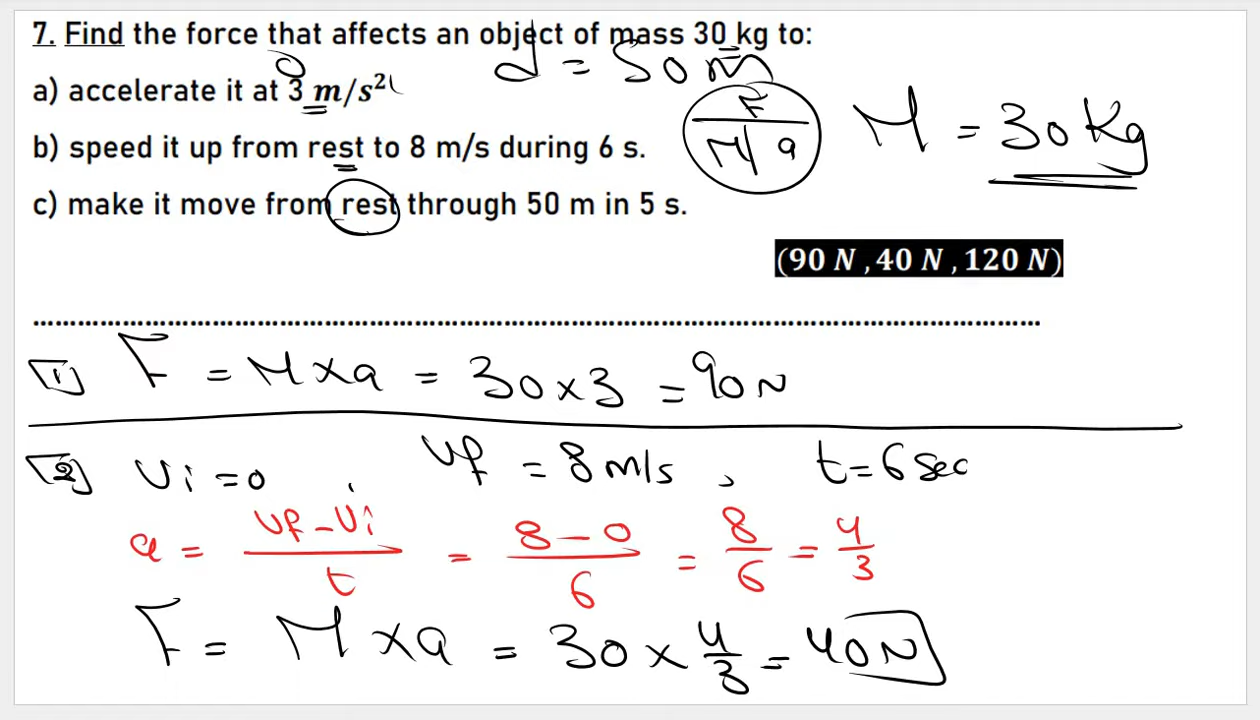 7. Find the force that affects an object of mass 30 kg to:
d = 50 m
a) accelerate it at 3 m/s²
F
M a
M = 30 Kg
b) speed it up from rest to 8 m/s during 6 s.
c) make it move from rest through 50 m in 5 s.
(90 N , 40 N , 120 N)
................................................................................
1 F = M × a = 30 × 3 = 90 N
2 Vi = 0 , Vf = 8 m/s , t = 6 sec
a = Vf - Vi / t = 8 - 0 / 6 = 8/6 = 4/3
F = M × a = 30 × 4/3 = 40 N